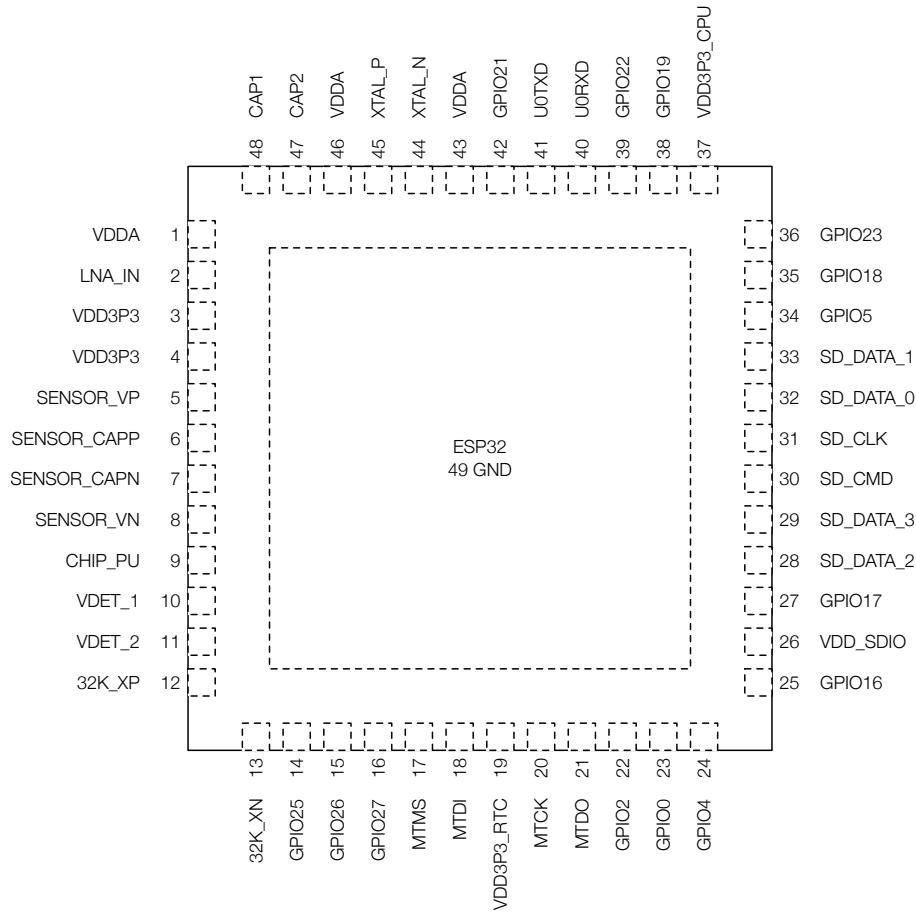 CAP1
CAP2
VDDA
XTAL_P
XTAL_N
VDDA
GPIO21
U0TXD
U0RXD
GPIO22
GPIO19
VDD3P3_CPU
48
47
46
45
44
43
42
41
40
39
38
37
VDDA 1
LNA_IN 2
VDD3P3 3
VDD3P3 4
SENSOR_VP 5
SENSOR_CAPP 6
SENSOR_CAPN 7
SENSOR_VN 8
CHIP_PU 9
VDET_1 10
VDET_2 11
32K_XP 12
ESP32
49 GND
36 GPIO23
35 GPIO18
34 GPIO5
33 SD_DATA_1
32 SD_DATA_0
31 SD_CLK
30 SD_CMD
29 SD_DATA_3
28 SD_DATA_2
27 GPIO17
26 VDD_SDIO
25 GPIO16
13
14
15
16
17
18
19
20
21
22
23
24
32K_XN
GPIO25
GPIO26
GPIO27
MTMS
MTDI
VDD3P3_RTC
MTCK
MTDO
GPIO2
GPIO0
GPIO4